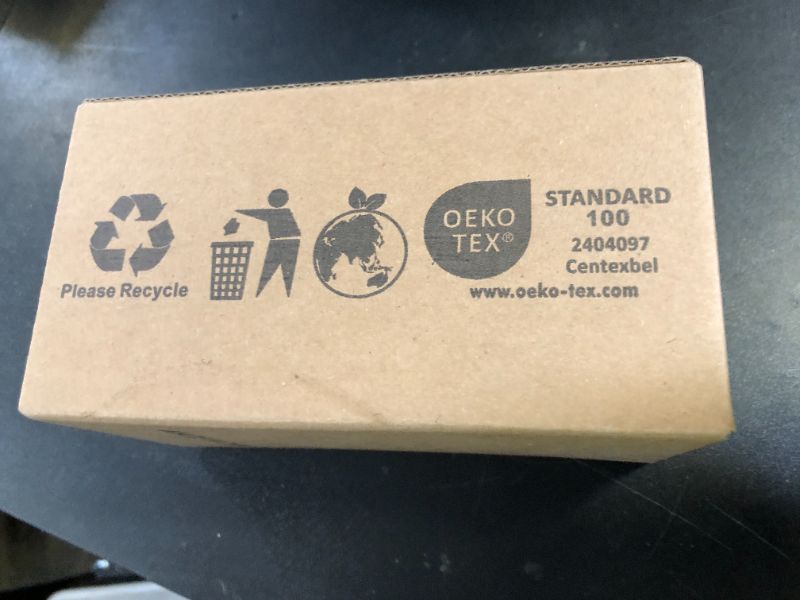 Please Recycle
OEKO
TEX®
STANDARD
100
2404097
Centexbel
www.oeko-tex.com